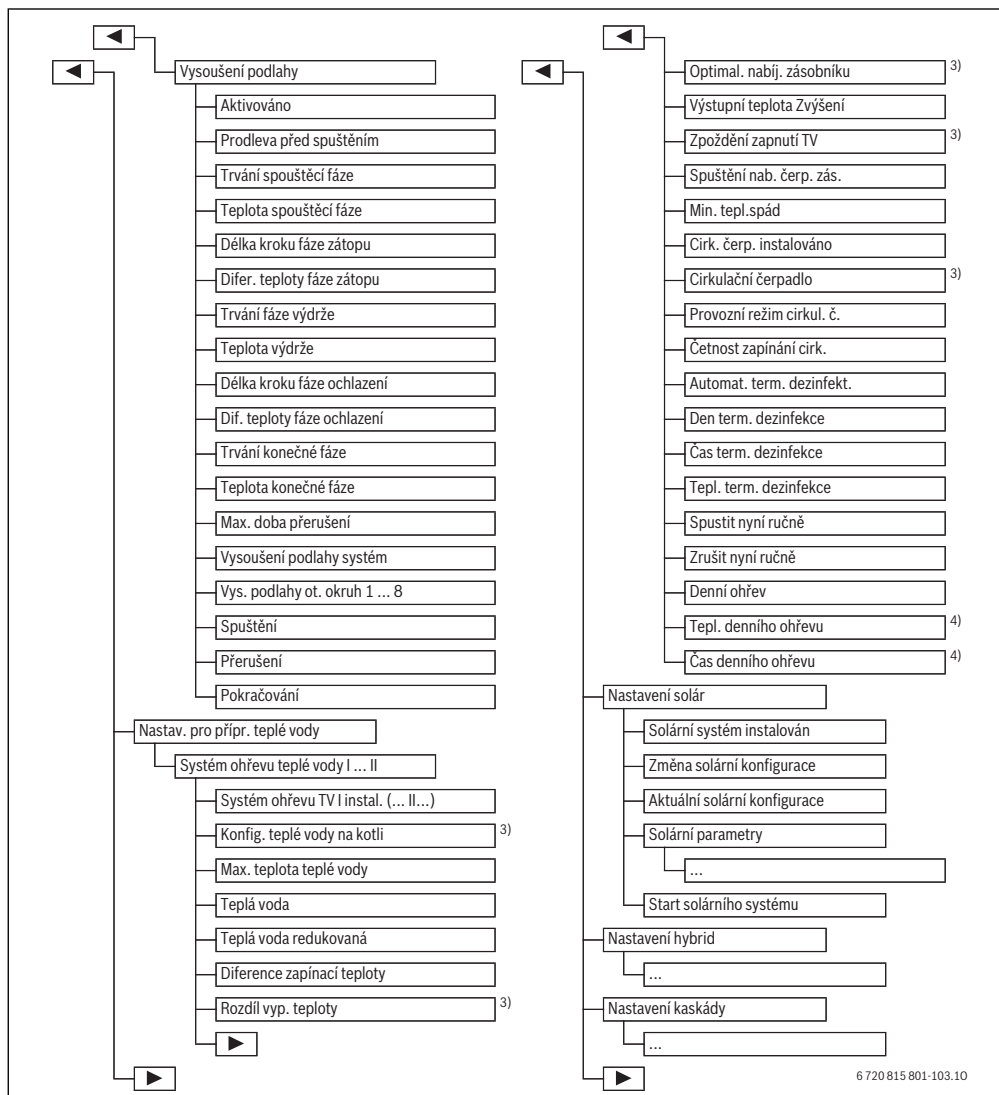 Vysoušení podlahy
Aktivováno
Prodleva před spuštěním
Trvání spouštěcí fáze
Teplota spouštěcí fáze
Délka kroku fáze zátopu
Difer. teploty fáze zátopu
Trvání fáze výdrže
Teplota výdrže
Délka kroku fáze ochlazení
Dif. teploty fáze ochlazení
Trvání konečné fáze
Teplota konečné fáze
Max. doba přerušení
Vysoušení podlahy systém
Vys. podlahy ot. okruh 1 ... 8
Spuštění
Přerušení
Pokračování
Nastav. pro přípr. teplé vody
Systém ohřevu teplé vody I ... II
Systém ohřevu TV I instal. (... II...)
Konfig. teplé vody na kotli 3)
Max. teplota teplé vody
Teplá voda
Teplá voda redukovaná
Diference zapínací teploty
Rozdíl vyp. teploty 3)
Optimal. nabíj. zásobníku 3)
Výstupní teplota Zvýšení
Zpoždění zapnutí TV 3)
Spuštění nab. čerp. zás.
Min. tepl.spád
Cirk. čerp. instalováno
Cirkulační čerpadlo 3)
Provozní režim cirkul. č.
Četnost zapínání cirk.
Automat. term. dezinfekt.
Den term. dezinfekce
Čas term. dezinfekce
Tepl. term. dezinfekce
Spustit nyní ručně
Zrušit nyní ručně
Denní ohřev
Tepl. denního ohřevu 4)
Čas denního ohřevu 4)
Nastavení solár
Solární systém instalován
Změna solární konfigurace
Aktuální solární konfigurace
Solární parametry
...
Start solárního systému
Nastavení hybrid
...
Nastavení kaskády
...
6 720 815 801-103.1O